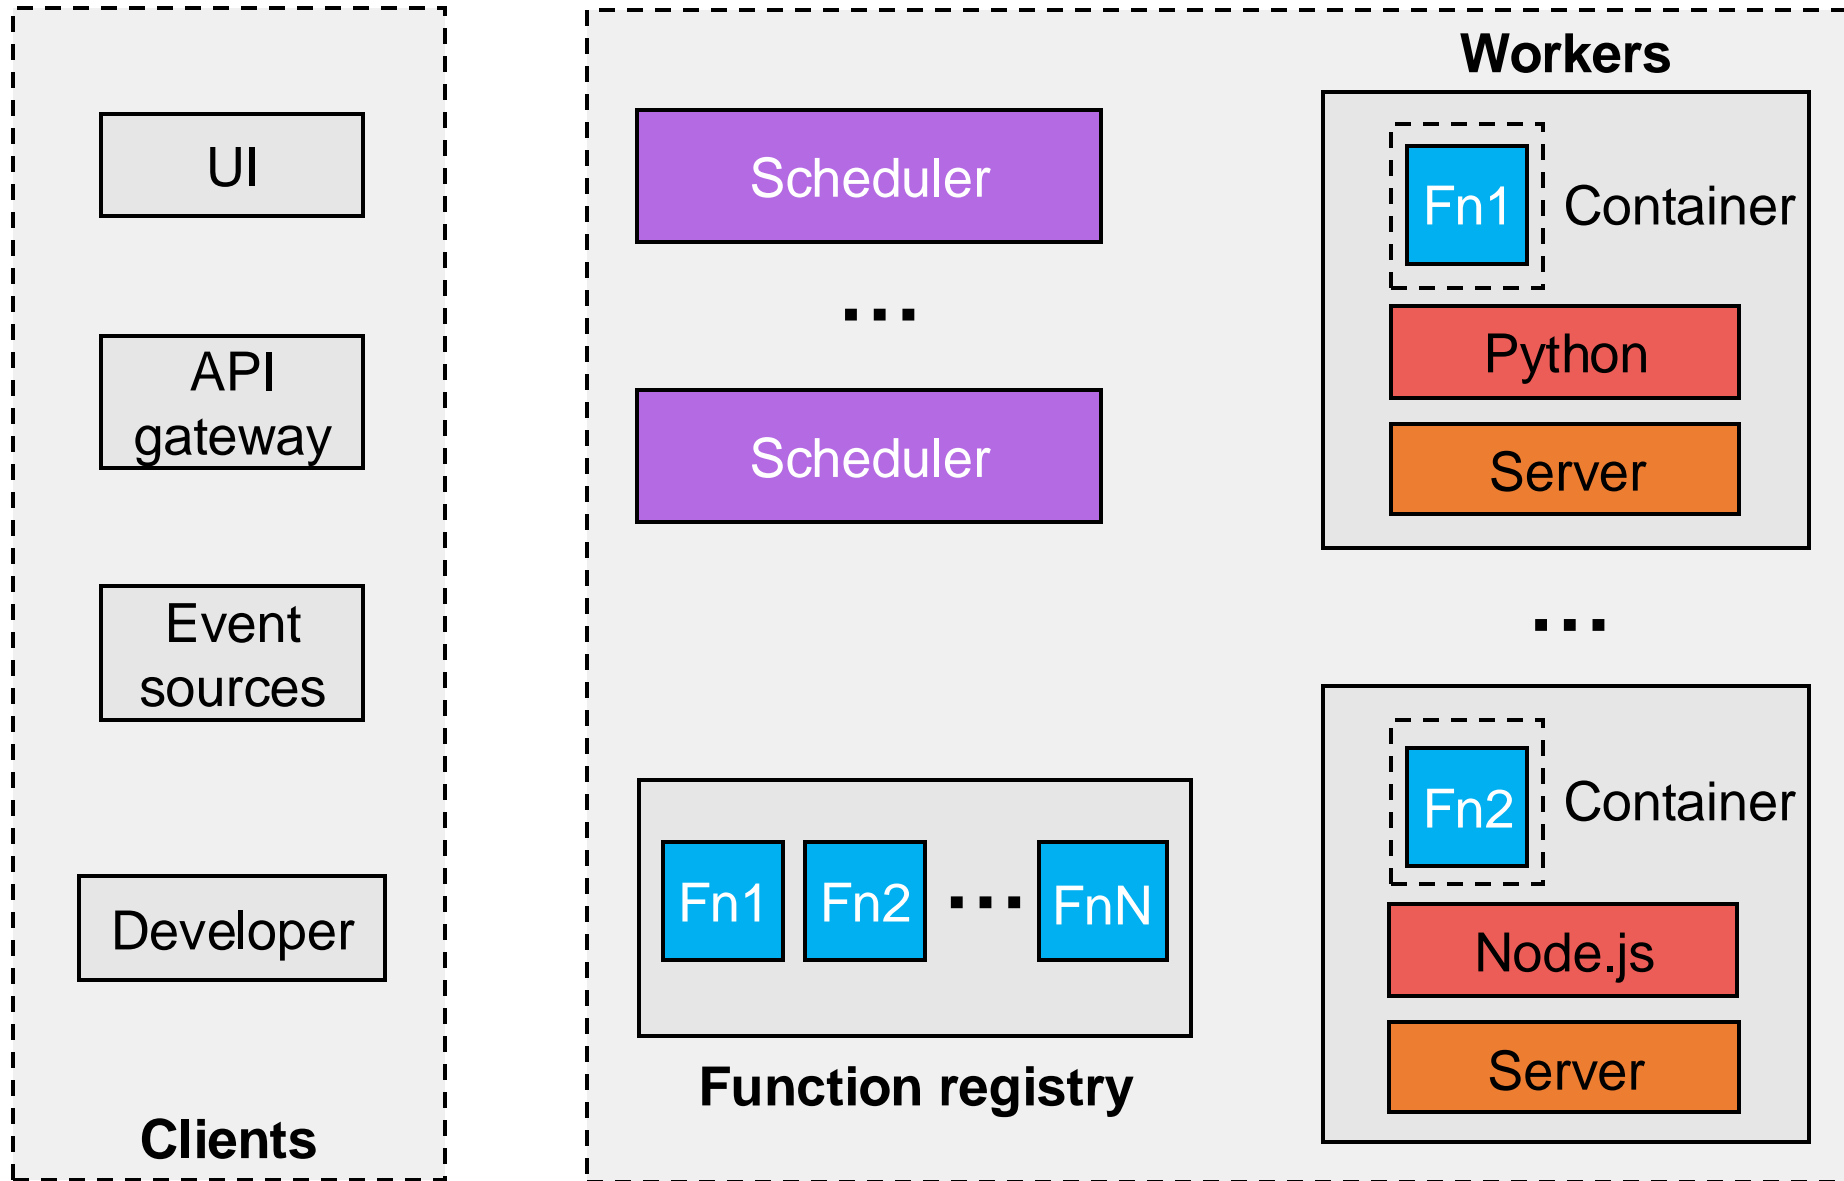 UI
API
gateway
Event
sources
Developer
Clients
Scheduler
...
Scheduler
Fn1
Fn2
...
FnN
Function registry
Workers
Fn1
Container
Python
Server
...
Fn2
Container
Node.js
Server